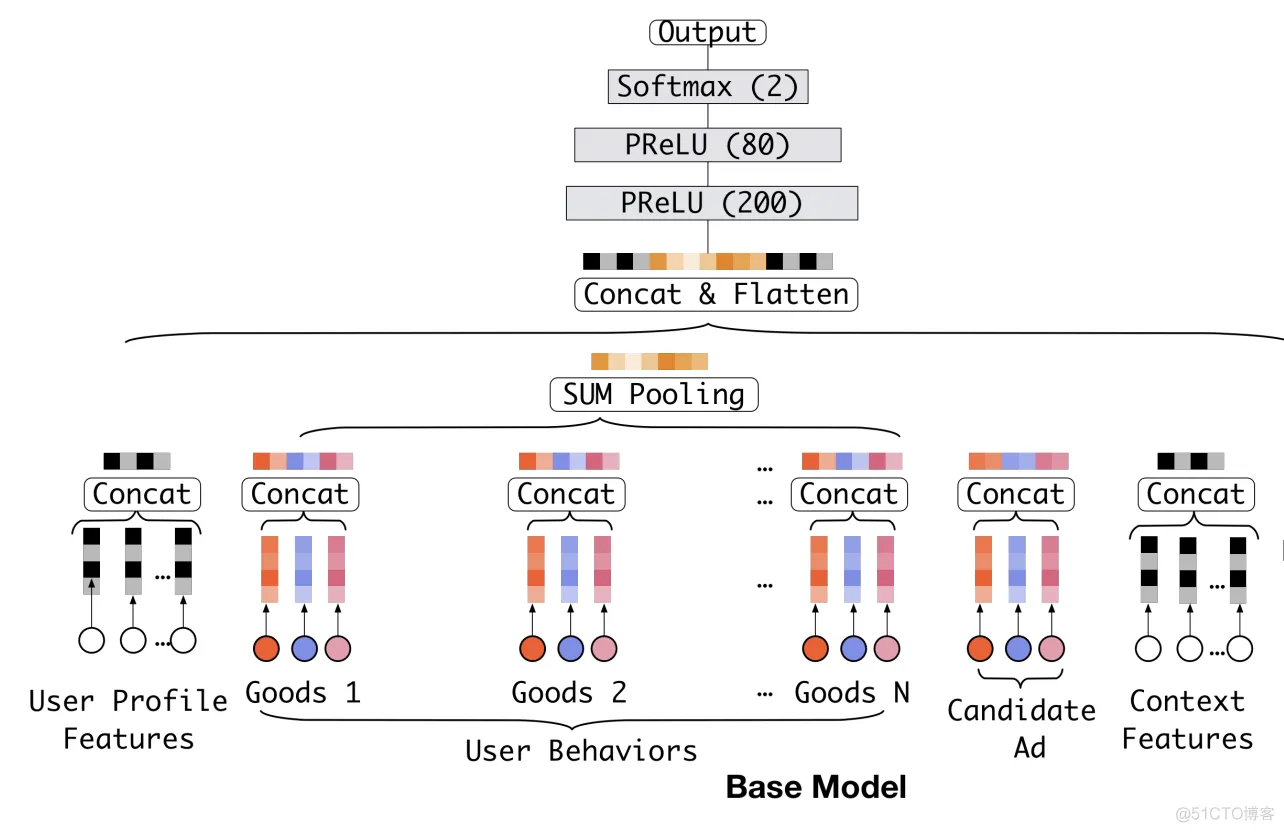 Output
Softmax (2)
PReLU (80)
PReLU (200)
Concat & Flatten
SUM Pooling
...
Concat
Concat
Concat
...
Concat
Concat
Concat
...
...
...
...
...
User Profile
Features
Goods 1
Goods 2
...
Goods N
Candidate
Ad
Context
Features
User Behaviors
Base Model
@51CTO博客